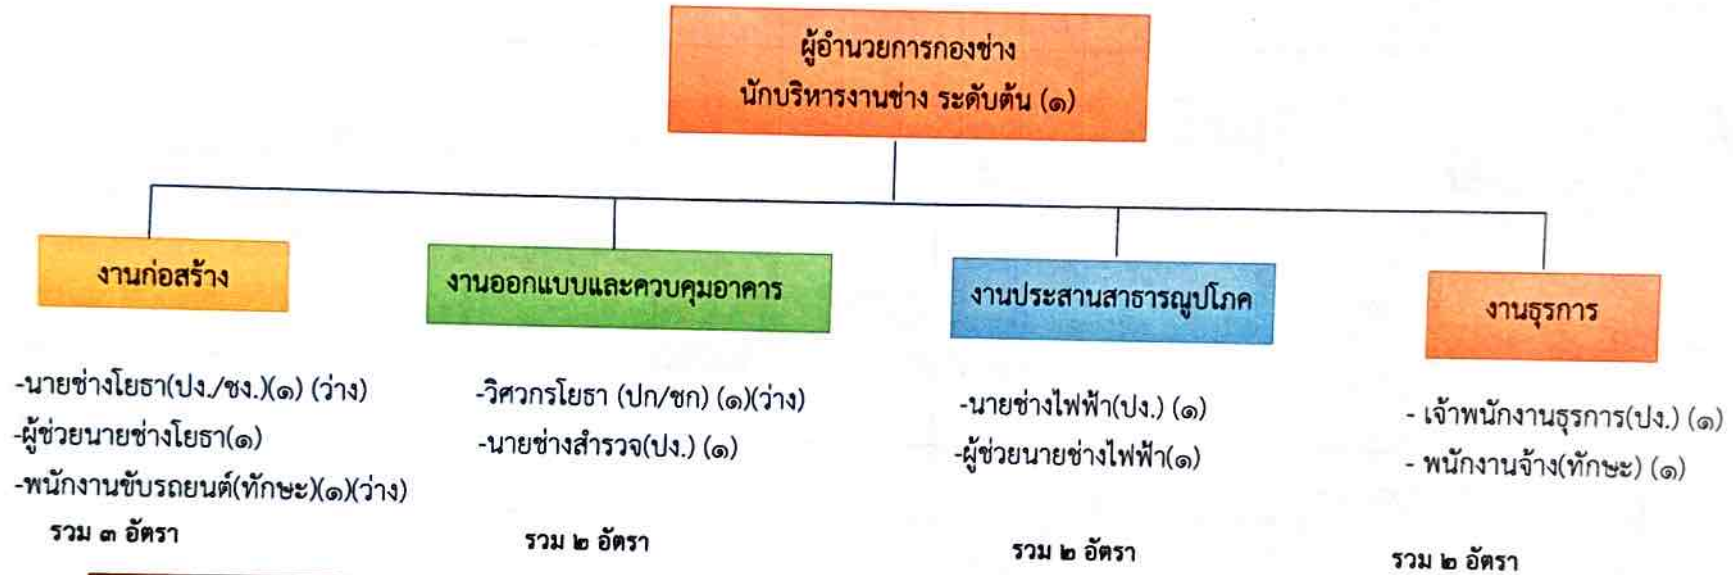 ผู้อำนวยการกองช่าง
นักบริหารงานช่าง ระดับต้น (๑)
งานก่อสร้าง
-นายช่างโยธา(ปง./ชง.)(๑) (ว่าง)
-ผู้ช่วยนายช่างโยธา(๑)
-พนักงานขับรถยนต์(ทักษะ)(๑)(ว่าง)
รวม ๓ อัตรา
งานออกแบบและควบคุมอาคาร
-วิศวกรโยธา (ปก/ชก) (๑)(ว่าง)
-นายช่างสำรวจ(ปง.) (๑)
รวม ๒ อัตรา
งานประสานสาธารณูปโภค
-นายช่างไฟฟ้า(ปง.) (๑)
-ผู้ช่วยนายช่างไฟฟ้า(๑)
รวม ๒ อัตรา
งานธุรการ
- เจ้าพนักงานธุรการ(ปง.) (๑)
- พนักงานจ้าง(ทักษะ) (๑)
รวม ๒ อัตรา